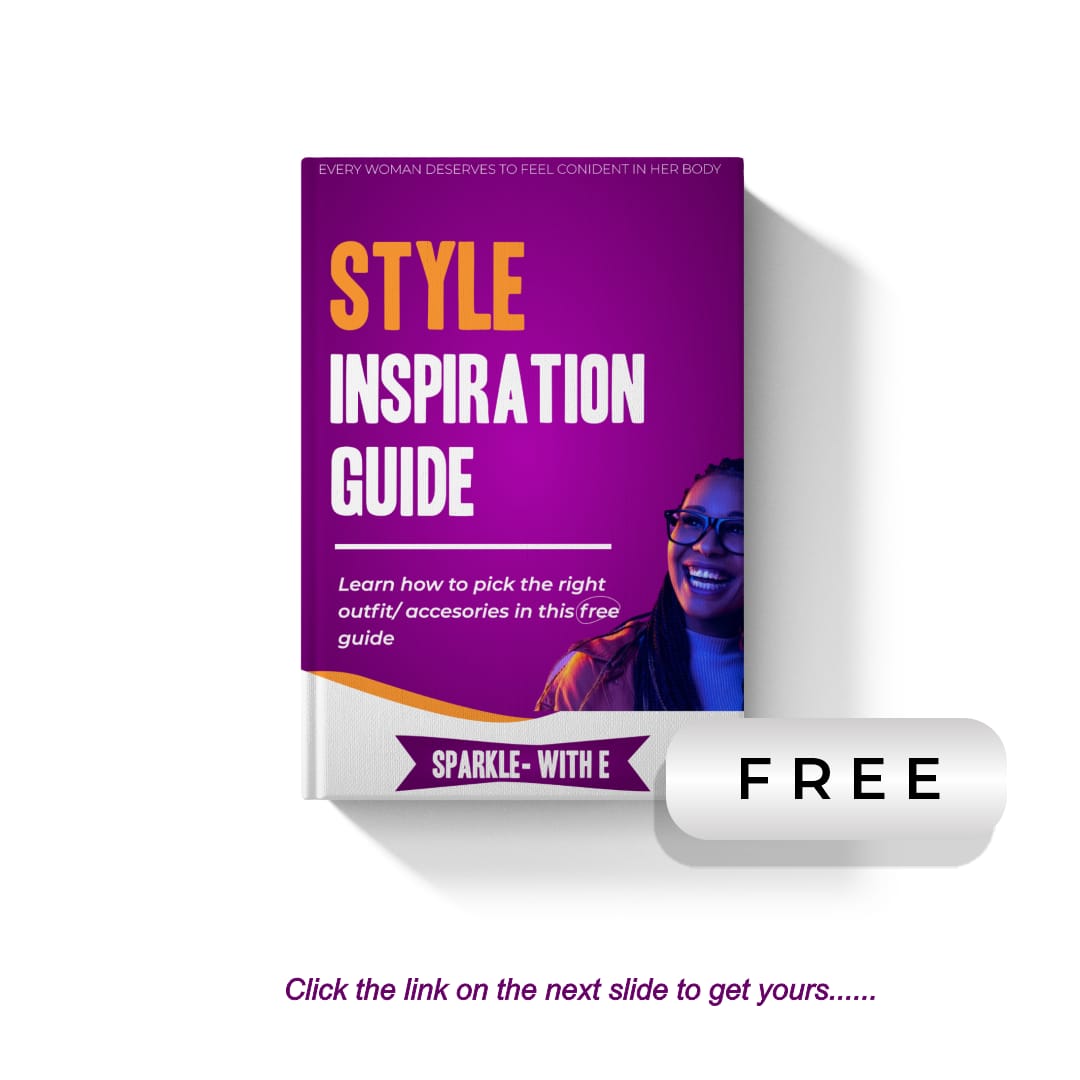 EVERY WOMAN DESERVES TO FEEL CONIDENT IN HER BODY
STYLE
INSPIRATION
GUIDE
Learn how to pick the right
outfit/ accesories in this free
guide
SPARKLE- WITH E
FREE
Click the link on the next slide to get yours......